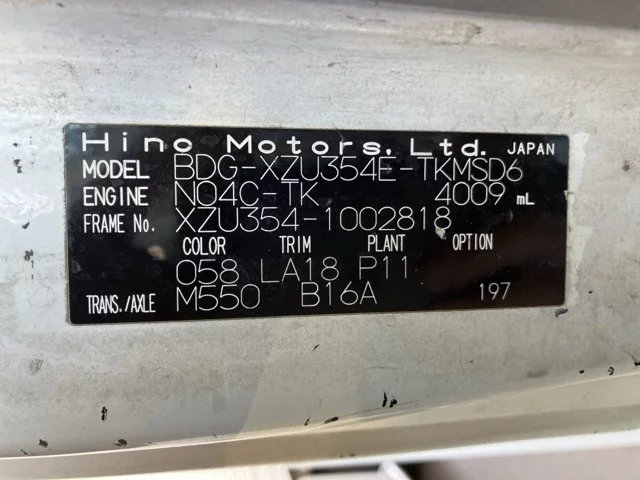 Hino Motors, Ltd. JAPAN
MODEL BDG-XZU354E-TKMSD6
ENGINE N04C-TK 4009 mL
FRAME No. XZU354-1002818
COLOR TRIM PLANT OPTION
058 LA18 P11
TRANS./AXLE M550 B16A 197